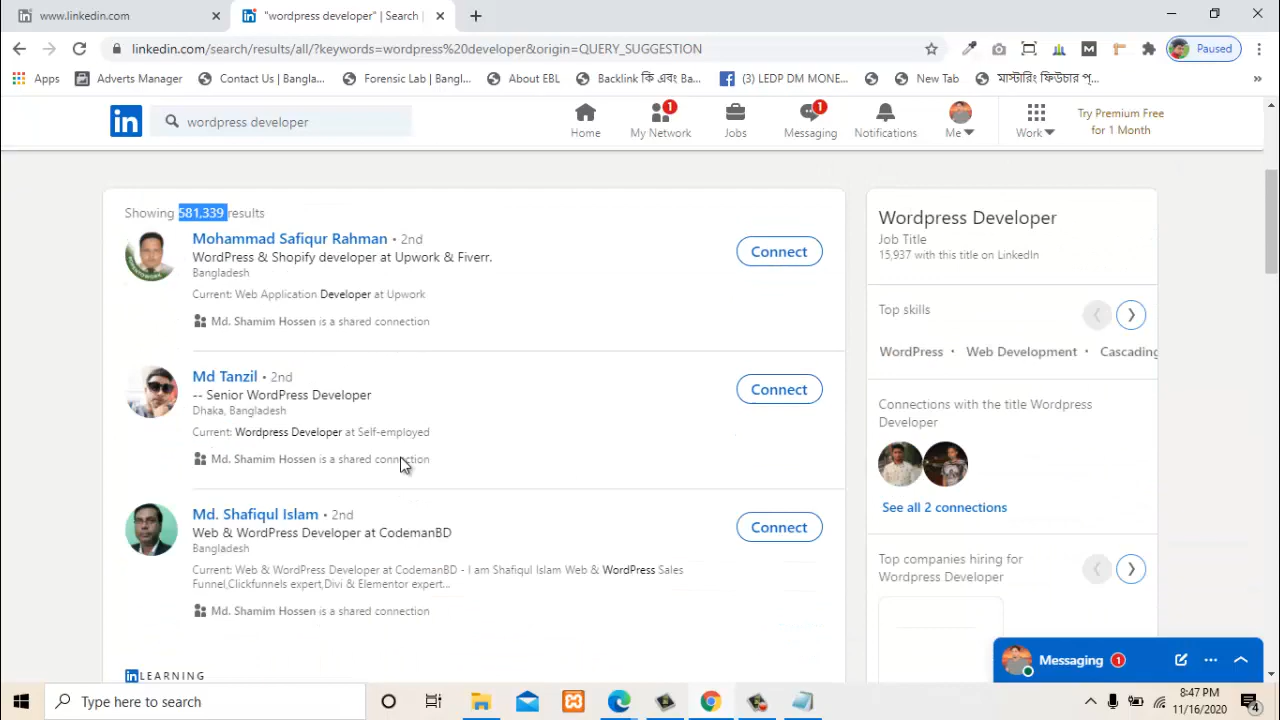 www.linkedin.com
"wordpress developer" | Search |
linkedin.com/search/results/all/?keywords=wordpress%20developer&origin=QUERY_SUGGESTION
Paused
Apps
Adverts Manager
Contact Us | Bangla...
Forensic Lab | Bangl...
About EBL
Backlink কি এবং Ba...
(3) LEDP DM MONE...
New Tab
মাস্টারিং ফিউচার প্...
in
wordpress developer
Home
1
My Network
Jobs
1
Messaging
Notifications
Me
Work
Try Premium Free
for 1 Month
Showing 581,339 results
Mohammad Safiqur Rahman • 2nd
WordPress & Shopify developer at Upwork & Fiverr.
Bangladesh
Current: Web Application Developer at Upwork
Md. Shamim Hossen is a shared connection
Connect
Md Tanzil • 2nd
-- Senior WordPress Developer
Dhaka, Bangladesh
Current: Wordpress Developer at Self-employed
Md. Shamim Hossen is a shared connection
Connect
Md. Shafiqul Islam • 2nd
Web & WordPress Developer at CodemanBD
Bangladesh
Current: Web & WordPress Developer at CodemanBD - I am Shafiqul Islam Web & WordPress Sales
Funnel,Clickfunnels expert,Divi & Elementor expert...
Md. Shamim Hossen is a shared connection
Connect
in LEARNING
Wordpress Developer
Job Title
15,937 with this title on LinkedIn
Top skills
WordPress • Web Development • Cascading
Connections with the title Wordpress
Developer
See all 2 connections
Top companies hiring for
Wordpress Developer
Messaging 1
Type here to search
8:47 PM
11/16/2020
4